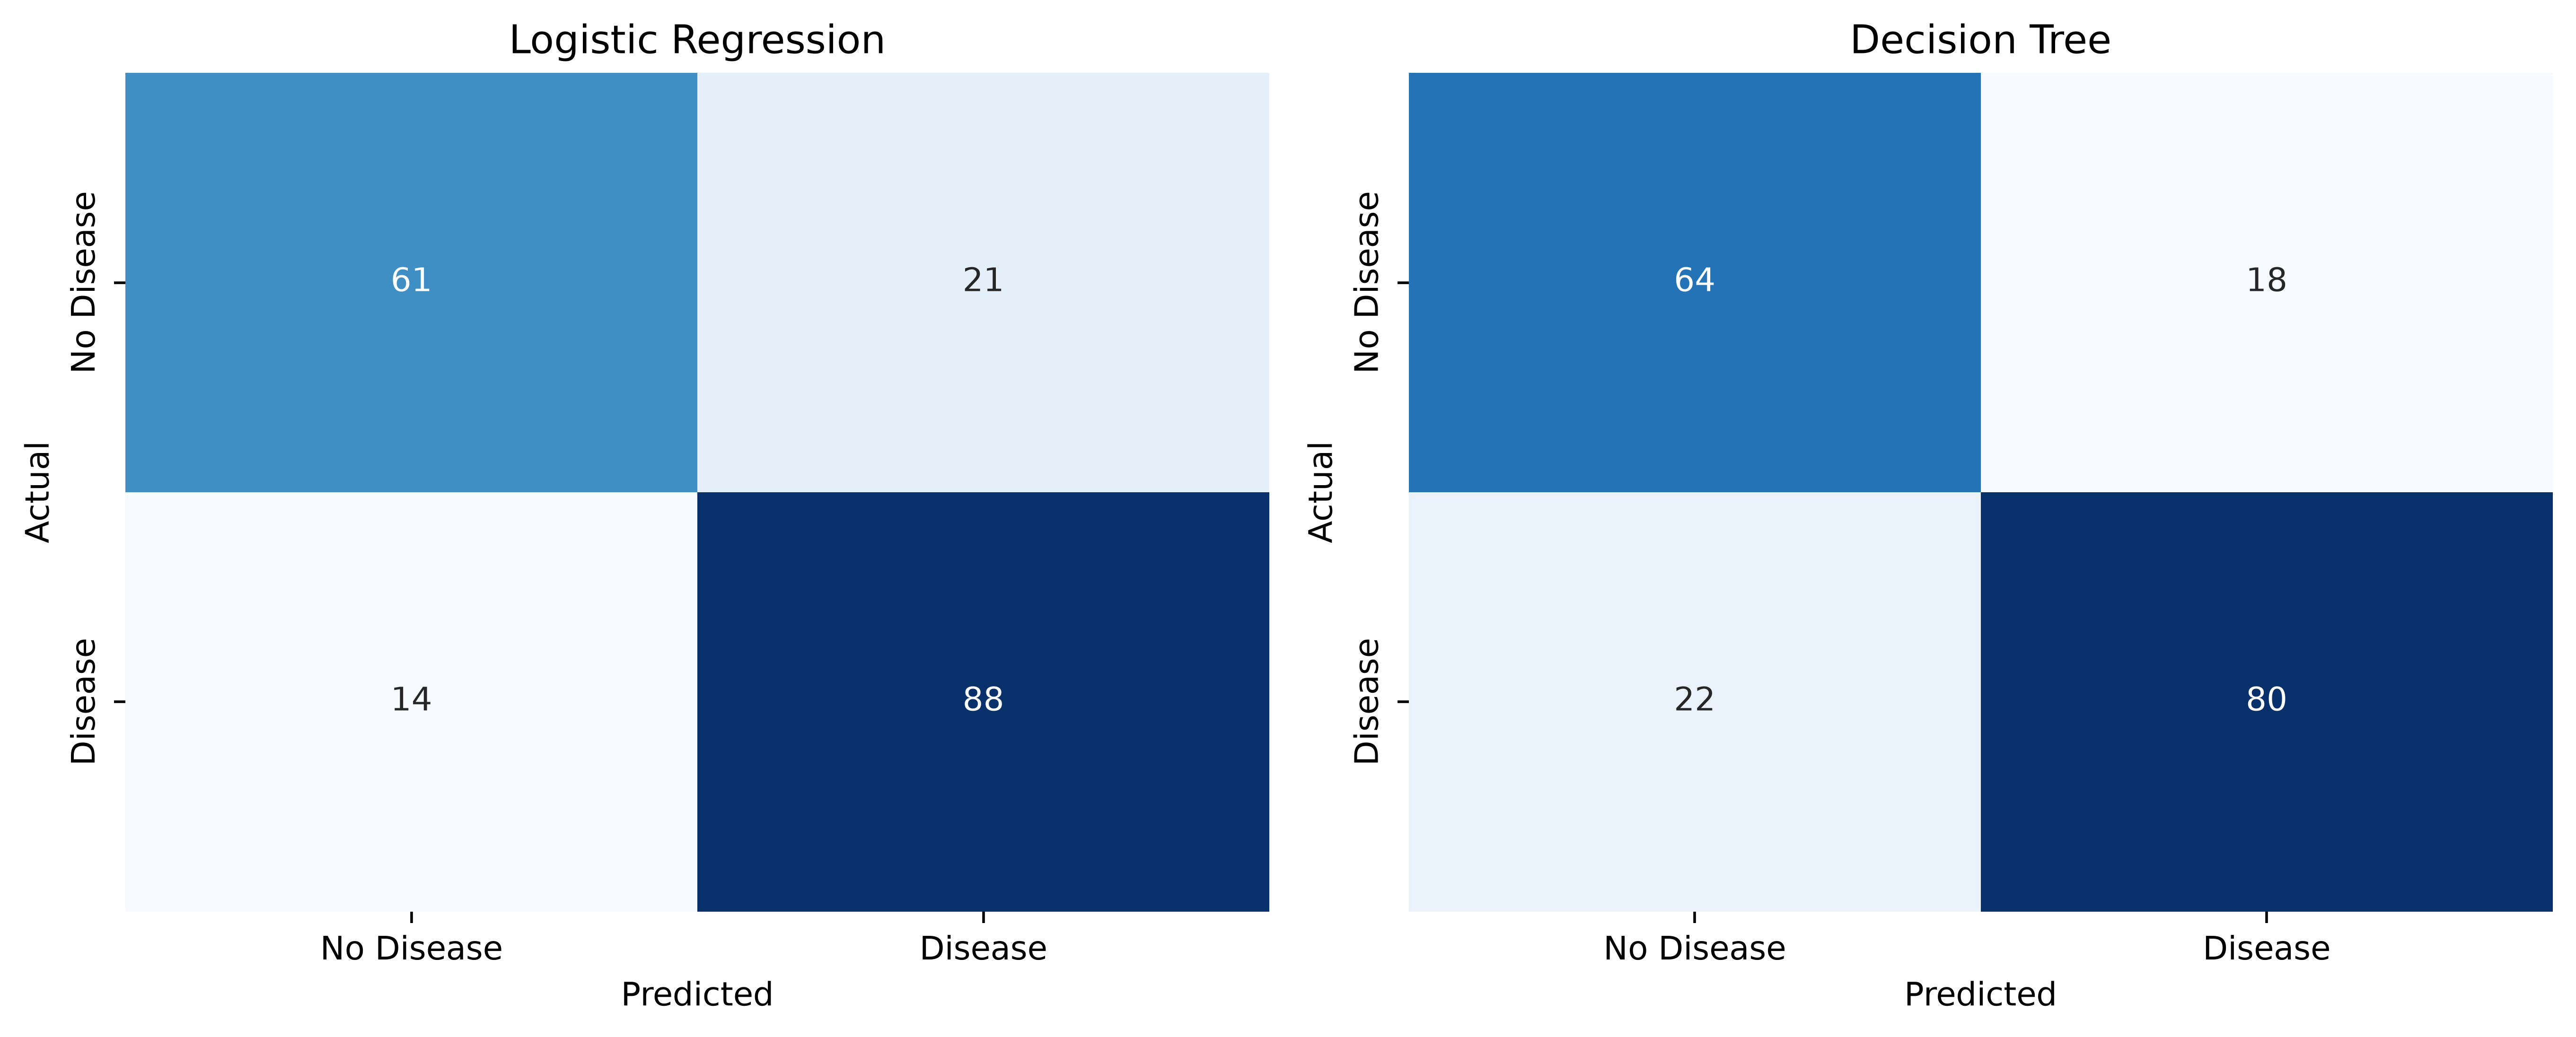 Logistic Regression
Actual
No Disease
Disease
61
21
14
88
No Disease
Disease
Predicted
Decision Tree
Actual
No Disease
Disease
64
18
22
80
No Disease
Disease
Predicted